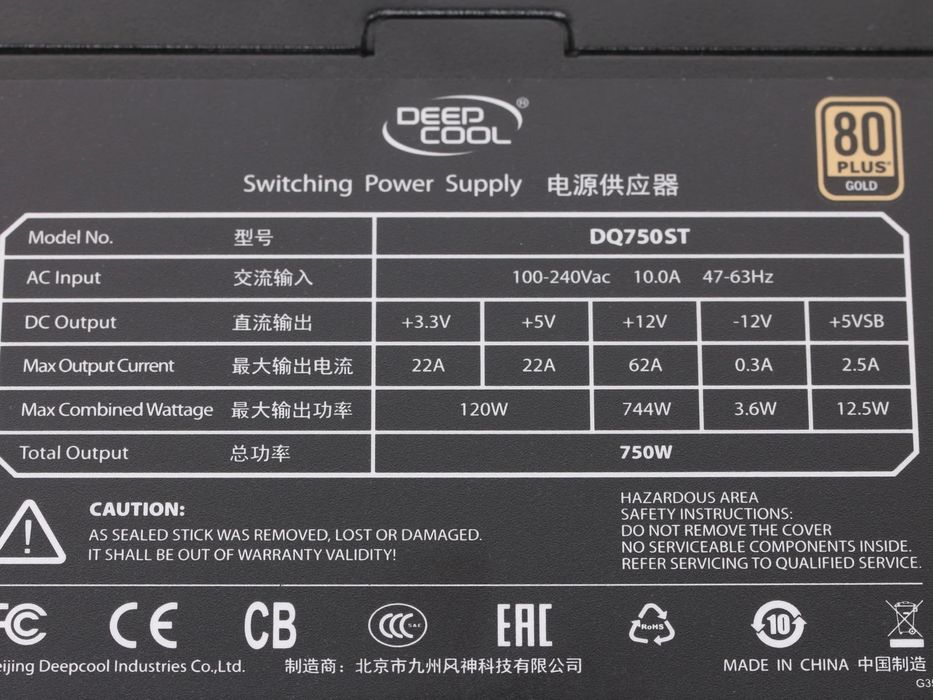 DEEP
COOL®
80
PLUS®
GOLD
Switching Power Supply 电源供应器
Model No. 型号 DQ750ST
AC Input 交流输入 100-240Vac 10.0A 47-63Hz
DC Output 直流输出 +3.3V +5V +12V -12V +5VSB
Max Output Current 最大输出电流 22A 22A 62A 0.3A 2.5A
Max Combined Wattage 最大输出功率 120W 744W 3.6W 12.5W
Total Output 总功率 750W
CAUTION:
AS SEALED STICK WAS REMOVED, LOST OR DAMAGED.
IT SHALL BE OUT OF WARRANTY VALIDITY!
HAZARDOUS AREA
SAFETY INSTRUCTIONS:
DO NOT REMOVE THE COVER
NO SERVICEABLE COMPONENTS INSIDE.
REFER SERVICING TO QUALIFIED SERVICE.
FC CE CB CCC S&E EAC RoHS 10
eijing Deepcool Industries Co.,Ltd. 制造商：北京市九州风神科技有限公司 MADE IN CHINA 中国制造